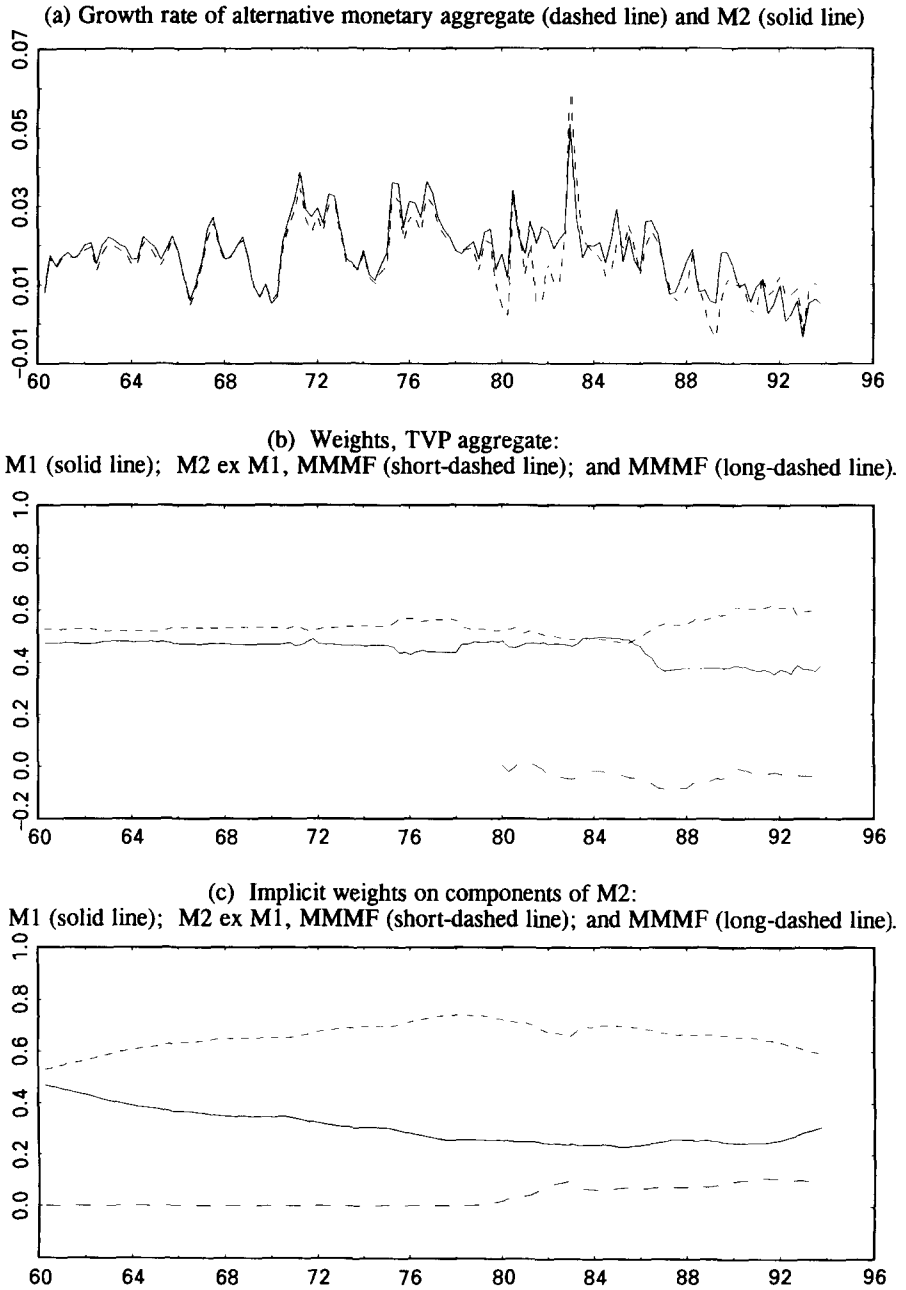 (a) Growth rate of alternative monetary aggregate (dashed line) and M2 (solid line)
0.07
0.05
0.03
0.01
-0.01
60 64 68 72 76 80 84 88 92 96
(b) Weights, TVP aggregate:
M1 (solid line); M2 ex M1, MMMF (short-dashed line); and MMMF (long-dashed line).
1.0
0.8
0.6
0.4
0.2
0.0
-0.2
60 64 68 72 76 80 84 88 92 96
(c) Implicit weights on components of M2:
M1 (solid line); M2 ex M1, MMMF (short-dashed line); and MMMF (long-dashed line).
1.0
0.8
0.6
0.4
0.2
0.0
60 64 68 72 76 80 84 88 92 96